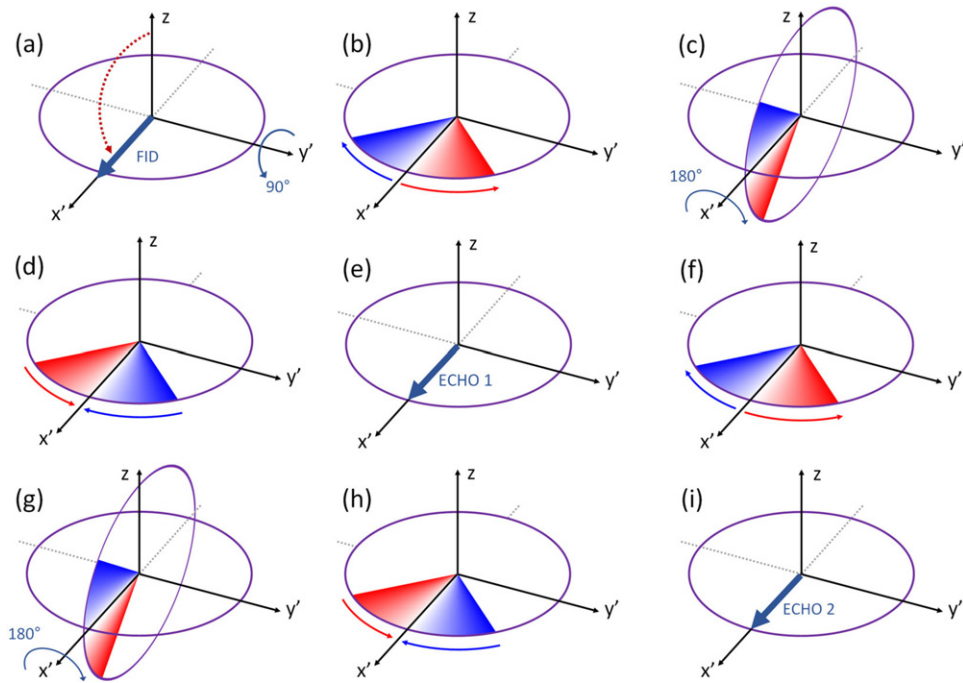 (a)
z
FID
y'
90°
x'
(b)
z
y'
x'
(c)
z
y'
180°
x'
(d)
z
y'
x'
(e)
z
ECHO 1
y'
x'
(f)
z
y'
x'
(g)
z
y'
180°
x'
(h)
z
y'
x'
(i)
z
ECHO 2
y'
x'